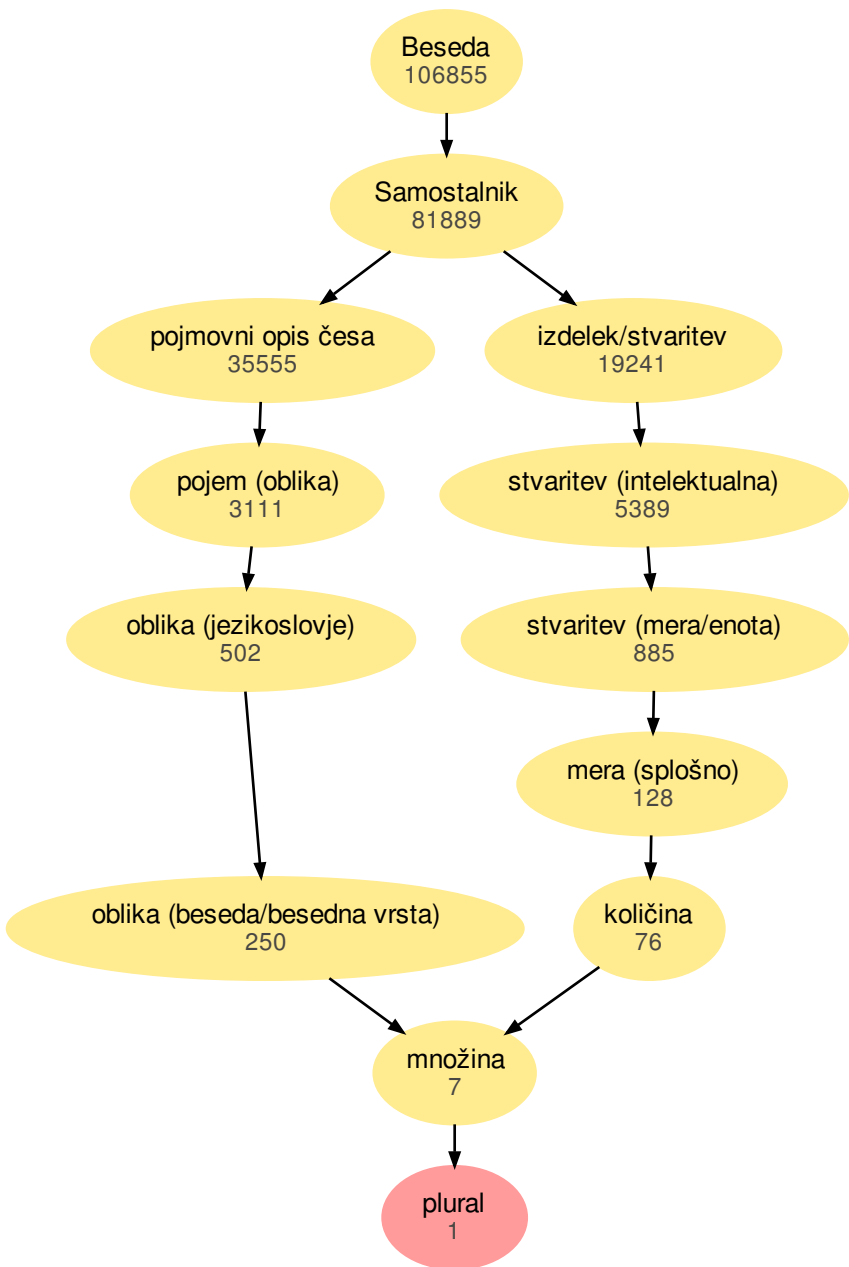 Beseda
106855
Samostalnik
81889
pojmovni opis česa
35555
izdelek/stvaritev
19241
pojem (oblika)
3111
stvaritev (intelektualna)
5389
oblika (jezikoslovje)
502
stvaritev (mera/enota)
885
mera (splošno)
128
oblika (beseda/besedna vrsta)
250
količina
76
množina
7
plural
1